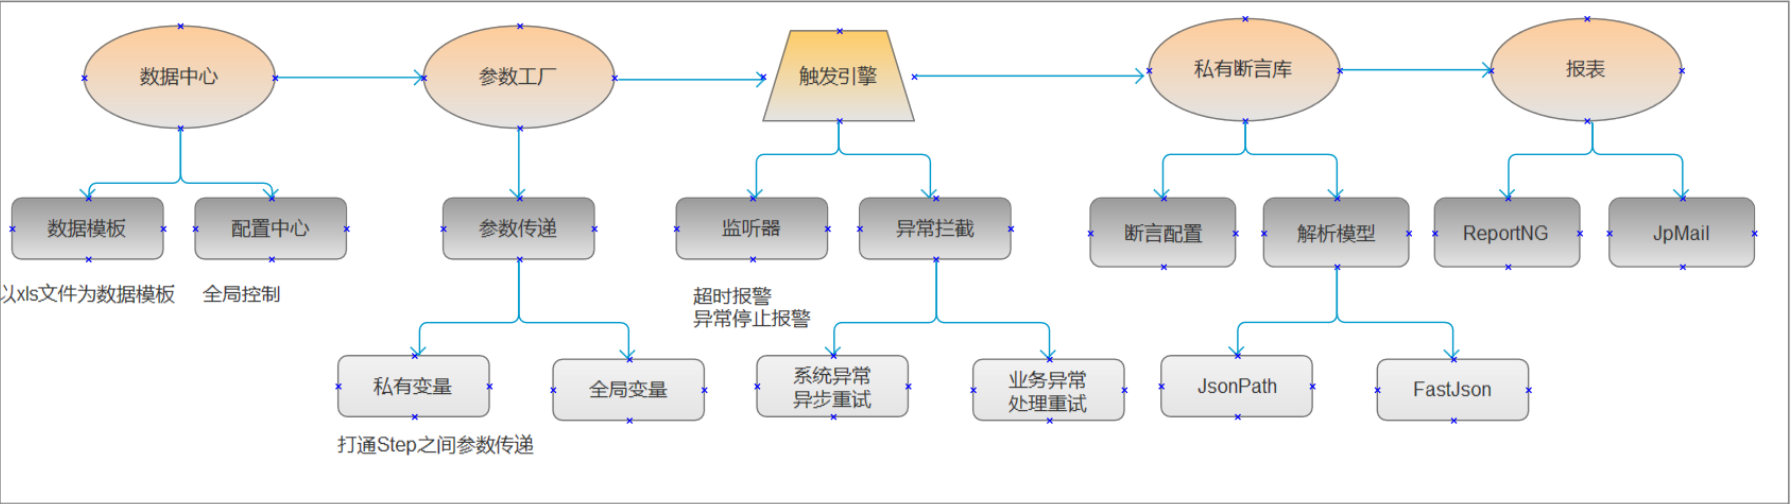 数据中心
参数工厂
触发引擎
私有断言库
报表
数据模板
配置中心
参数传递
监听器
异常拦截
断言配置
解析模型
ReportNG
JpMail
以xls文件为数据模板
全局控制
超时报警
异常停止报警
私有变量
全局变量
系统异常
异步重试
业务异常
处理重试
JsonPath
FastJson
打通Step之间参数传递